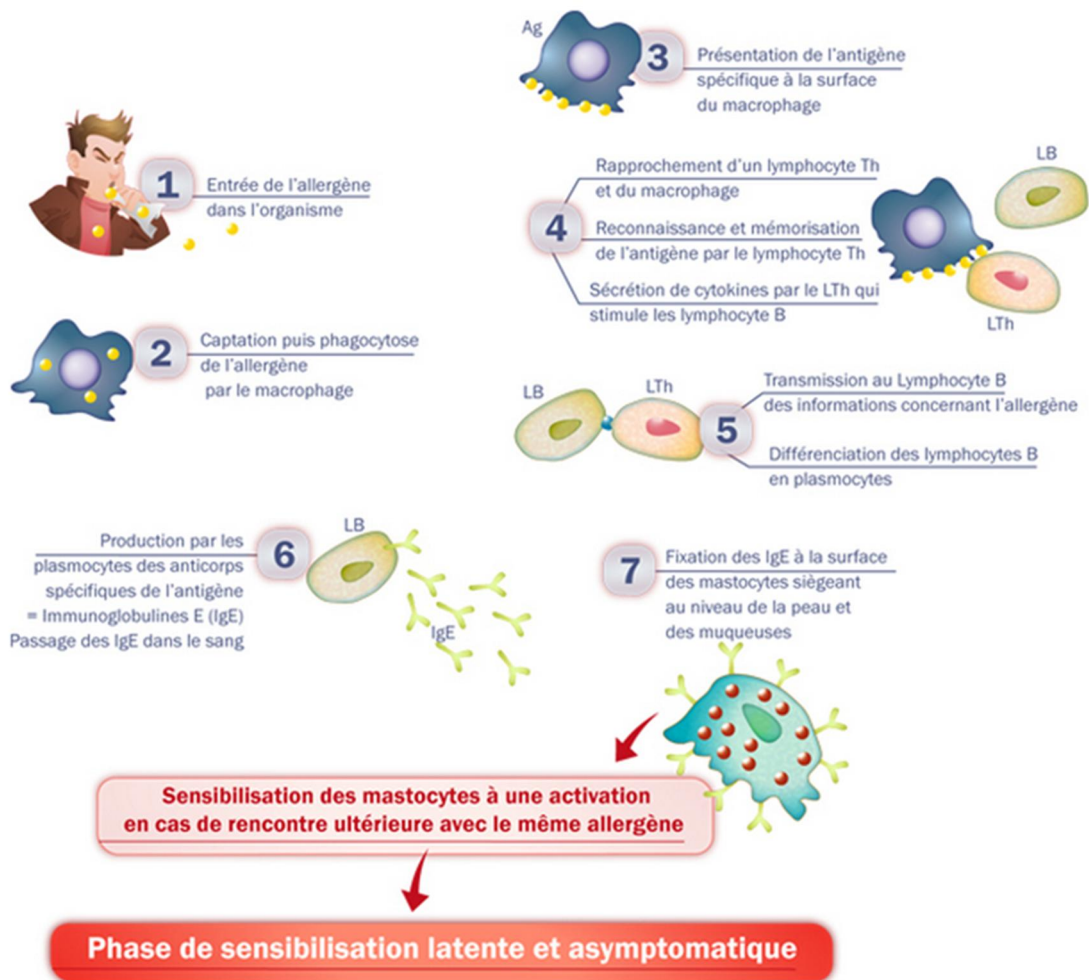 1
Entrée de l'allergène
dans l'organisme
2
Captation puis phagocytose
de l'allergène
par le macrophage
Ag
3
Présentation de l'antigène
spécifique à la surface
du macrophage
4
Rapprochement d'un lymphocyte Th
et du macrophage
Reconnaissance et mémorisation
de l'antigène par le lymphocyte Th
Sécrétion de cytokines par le LTh qui
stimule les lymphocyte B
LB
LTh
LB
LTh
5
Transmission au Lymphocyte B
des informations concernant l'allergène
Différenciation des lymphocytes B
en plasmocytes
6
Production par les
plasmocytes des anticorps
spécifiques de l'antigène
= Immunoglobulines E (IgE)
Passage des IgE dans le sang
LB
IgE
7
Fixation des IgE à la surface
des mastocytes siègeant
au niveau de la peau et
des muqueuses
Sensibilisation des mastocytes à une activation
en cas de rencontre ultérieure avec le même allergène
Phase de sensibilisation latente et asymptomatique